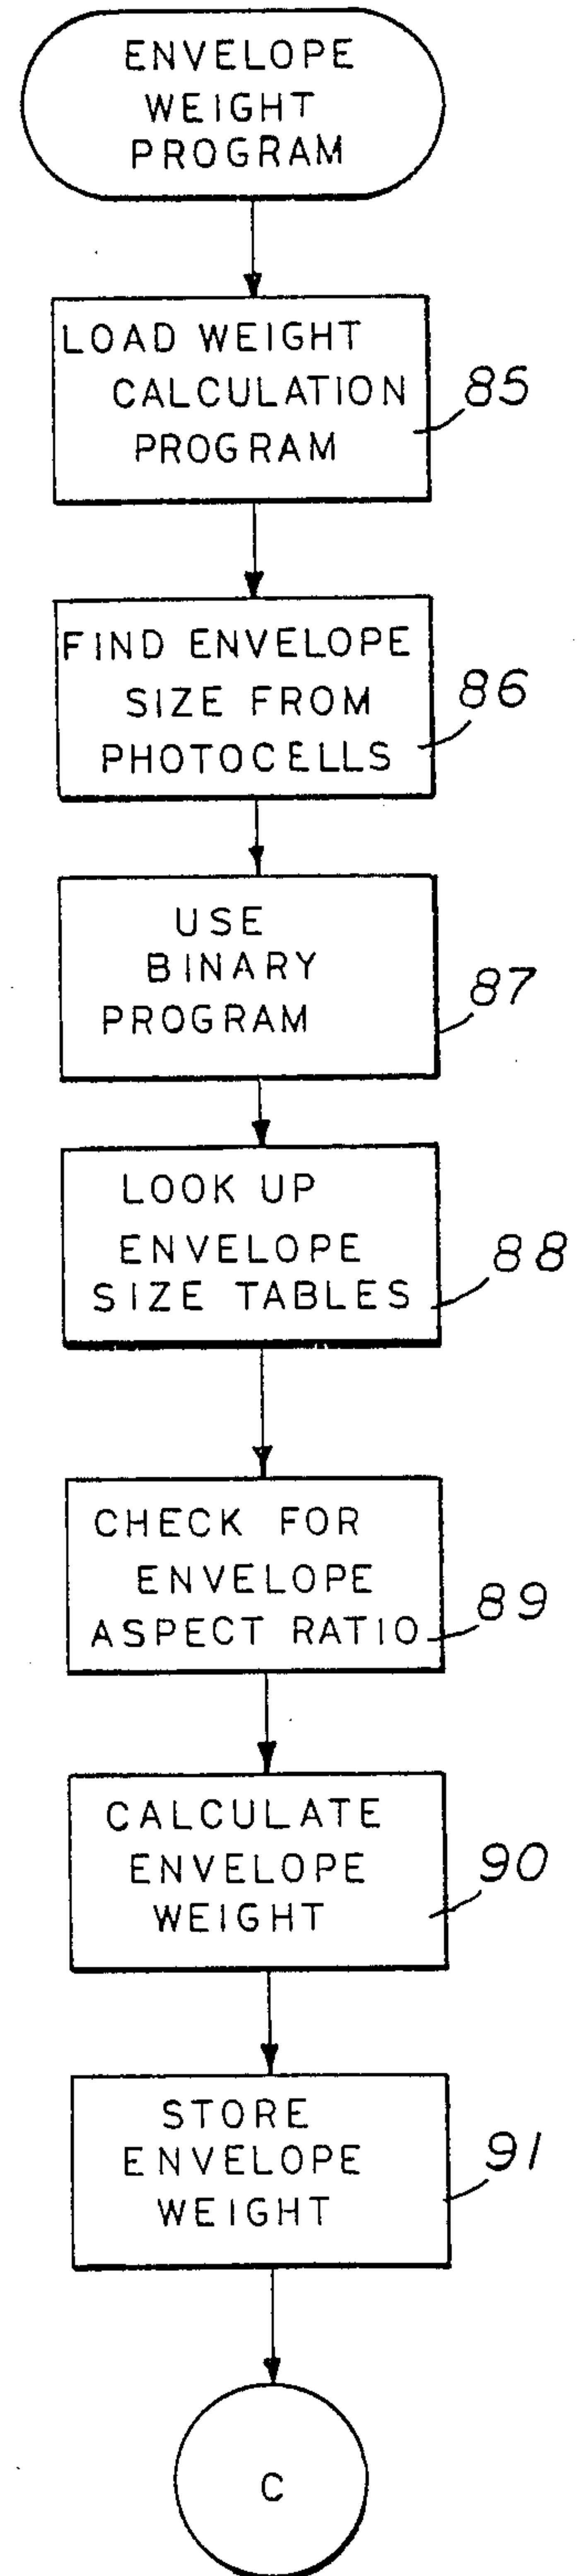 ENVELOPE
WEIGHT
PROGRAM
LOAD WEIGHT
CALCULATION
PROGRAM
85
FIND ENVELOPE
SIZE FROM
PHOTOCELLS
86
USE
BINARY
PROGRAM
87
LOOK UP
ENVELOPE
SIZE TABLES
88
CHECK FOR
ENVELOPE
ASPECT RATIO
89
CALCULATE
ENVELOPE
WEIGHT
90
STORE
ENVELOPE
WEIGHT
91
C